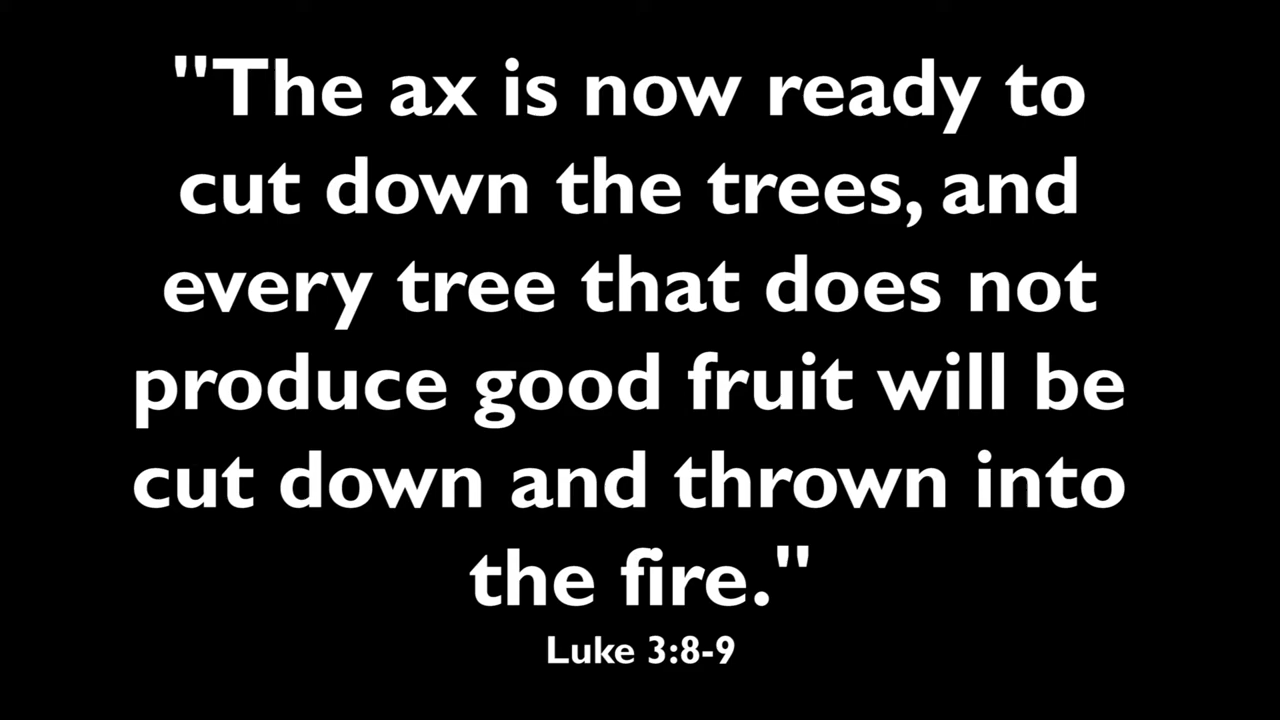 "The ax is now ready to
cut down the trees, and
every tree that does not
produce good fruit will be
cut down and thrown into
the fire."
Luke 3:8-9